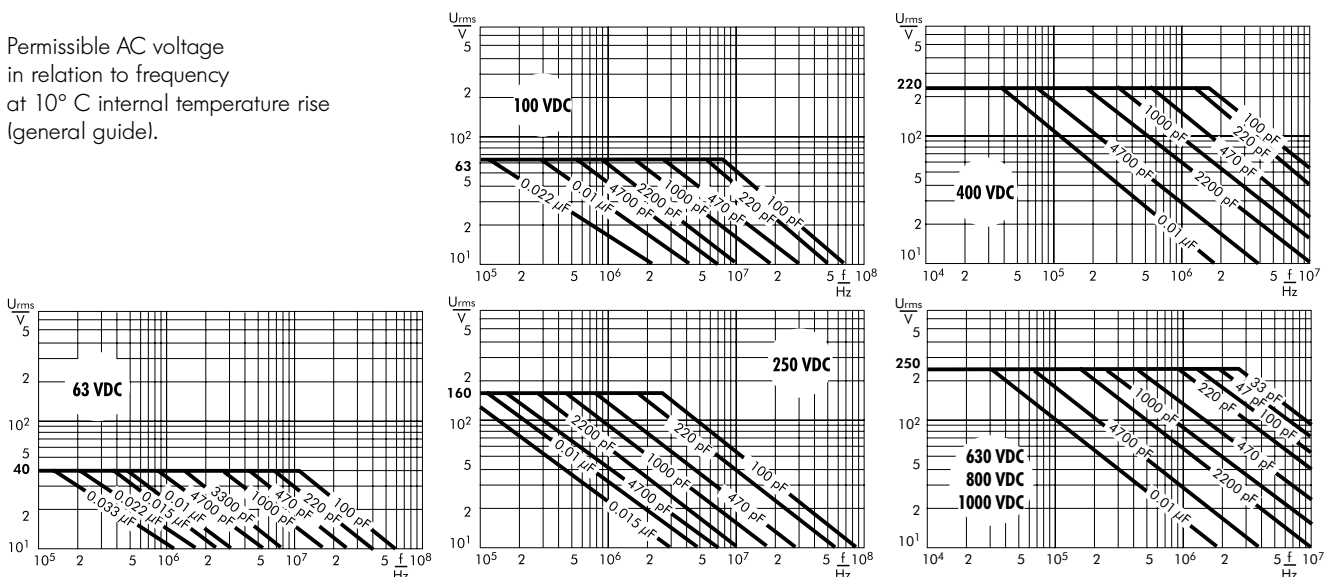 Permissible AC voltage
in relation to frequency
at 10° C internal temperature rise
(general guide).
Urms
V
5
2
10²
63
5
2
10¹
100 VDC
0.022 µF
0.01 µF
4700 pF
2200 pF
1000 pF
470 pF
220 pF
100 pF
10⁵ 2 5 10⁶ 2 5 10⁷ 2 5 f/Hz 10⁸
Urms
V
5
220
2
10²
5
2
10¹
400 VDC
0.01 µF
4700 pF
2200 pF
1000 pF
470 pF
220 pF
100 pF
10⁴ 2 5 10⁵ 2 5 10⁶ 2 5 f/Hz 10⁷
Urms
V
5
2
10²
5
40
2
10¹
63 VDC
0.033 µF
0.022 µF
0.015 µF
0.01 µF
4700 pF
3300 pF
1000 pF
470 pF
220 pF
100 pF
10⁵ 2 5 10⁶ 2 5 10⁷ 2 5 f/Hz 10⁸
Urms
V
5
2
160
10²
5
2
10¹
250 VDC
0.015 µF
4700 pF
0.01 µF
2200 pF
1000 pF
470 pF
220 pF
100 pF
10⁵ 2 5 10⁶ 2 5 10⁷ 2 5 f/Hz 10⁸
Urms
V
5
250
2
10²
5
2
10¹
630 VDC
800 VDC
1000 VDC
0.01 µF
4700 pF
2200 pF
1000 pF
470 pF
220 pF
100 pF
47 pF
33 pF
10⁴ 2 5 10⁵ 2 5 10⁶ 2 5 f/Hz 10⁷